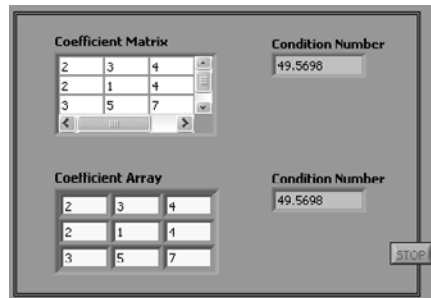 Coefficient Matrix
2 3 4
2 1 4
3 5 7
Condition Number
49.5698
Coefficient Array
2 3 4
2 1 4
3 5 7
Condition Number
49.5698
STOP